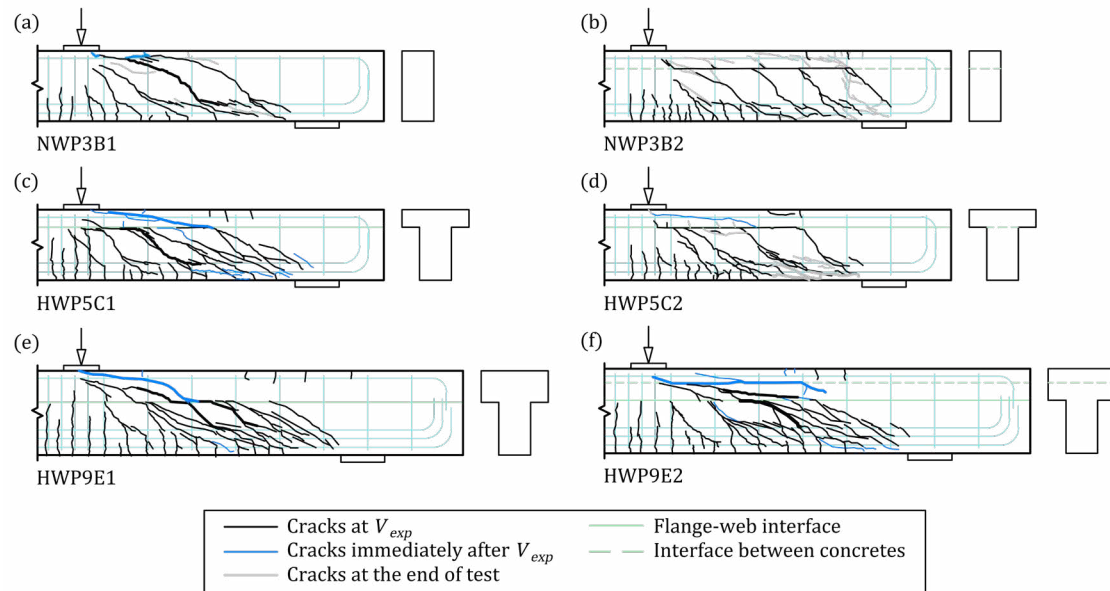 (a)
(b)
NWP3B1
NWP3B2
(c)
(d)
HWP5C1
HWP5C2
(e)
(f)
HWP9E1
HWP9E2
Cracks at V_exp
Flange-web interface
Cracks immediately after V_exp
Interface between concretes
Cracks at the end of test